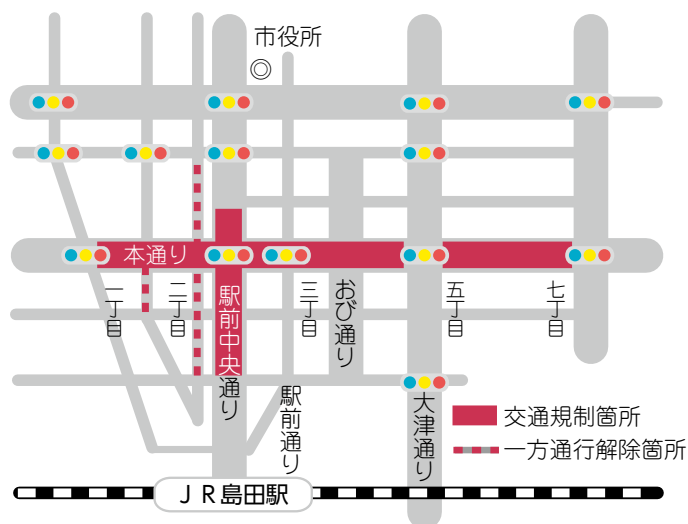 市役所
本通り
一丁目
二丁目
駅前中央通り
三丁目
おび通り
五丁目
七丁目
駅前通り
大津通り
交通規制箇所
一方通行解除箇所
JR島田駅